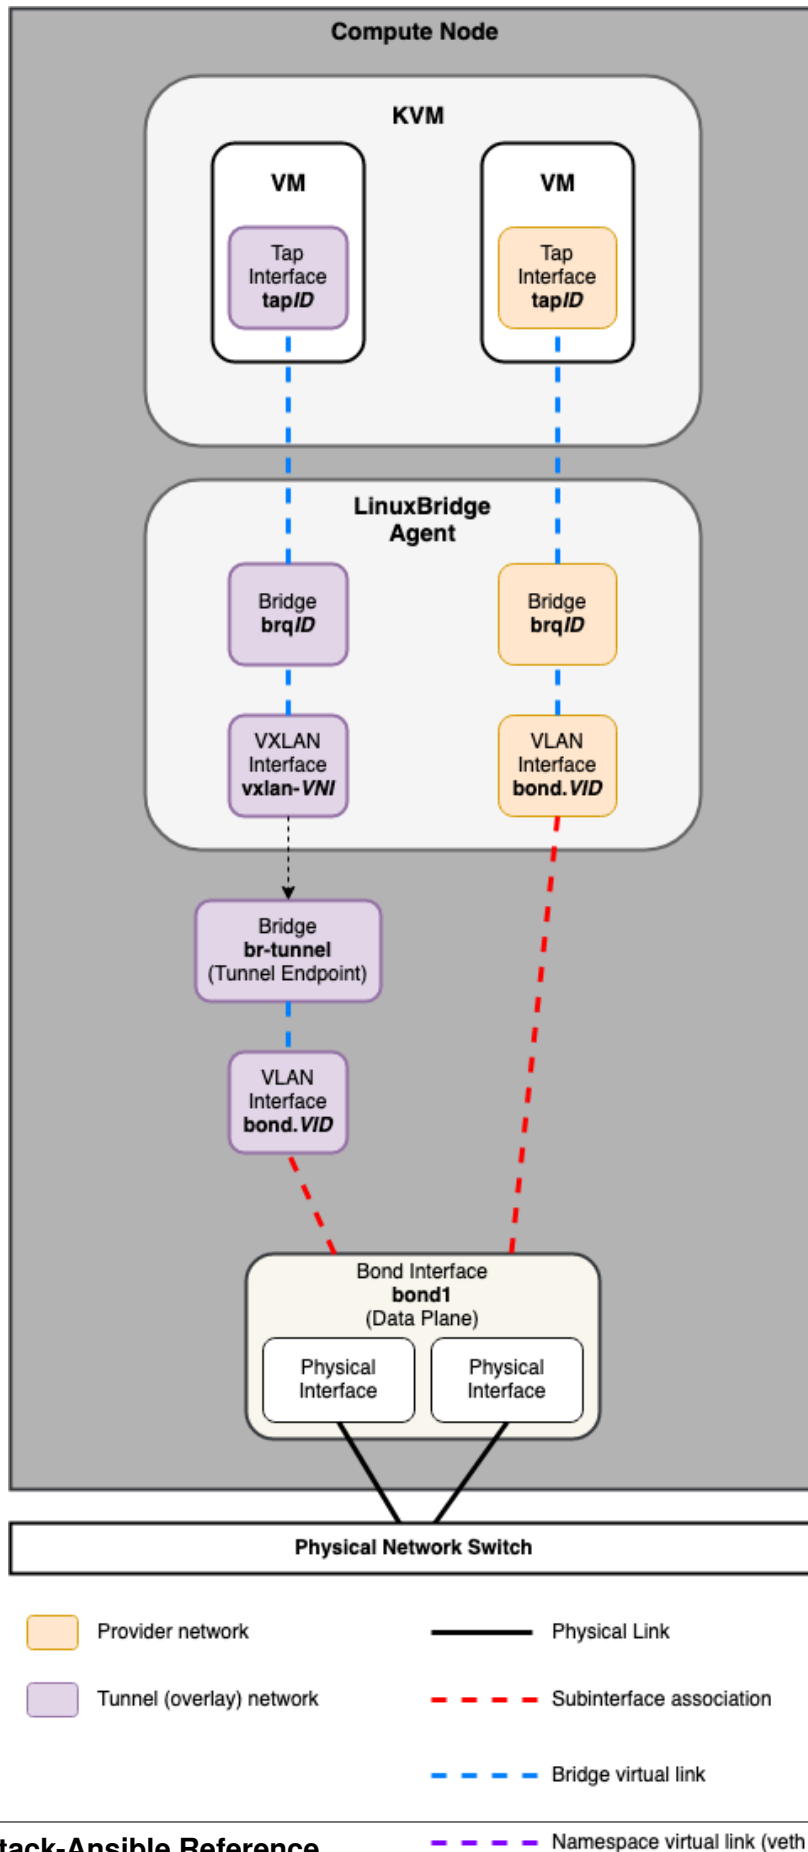 Compute Node
KVM
VM
Tap
Interface
tapID
VM
Tap
Interface
tapID
LinuxBridge
Agent
Bridge
brqID
Bridge
brqID
VXLAN
Interface
vxlan-VNI
VLAN
Interface
bond.VID
Bridge
br-tunnel
(Tunnel Endpoint)
VLAN
Interface
bond.VID
Bond Interface
bond1
(Data Plane)
Physical
Interface
Physical
Interface
Physical Network Switch
Provider network
Physical Link
Tunnel (overlay) network
Subinterface association
Bridge virtual link
Namespace virtual link (veth
tack-Ansible Reference